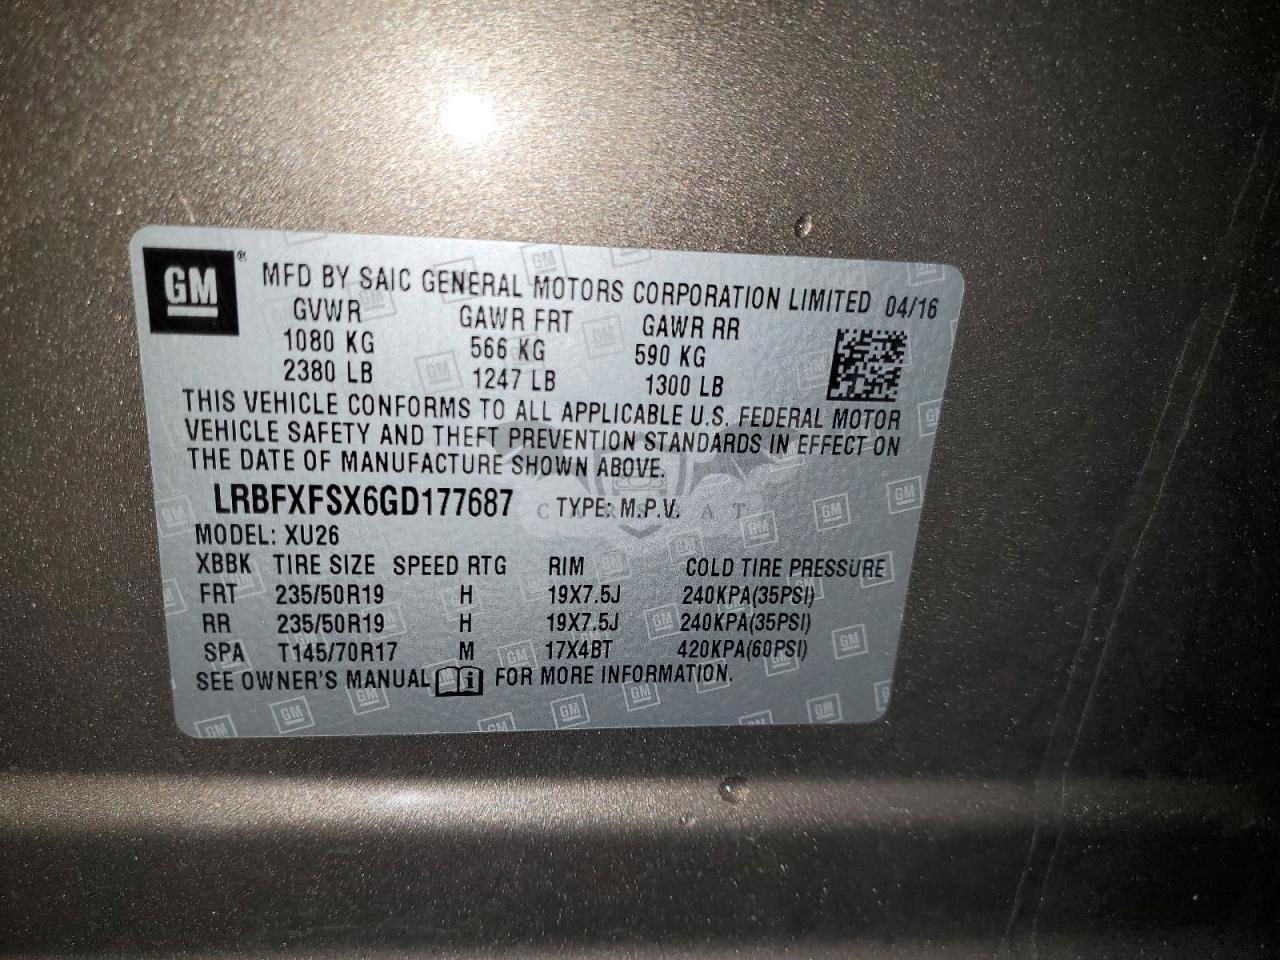 GM ®
MFD BY SAIC GENERAL MOTORS CORPORATION LIMITED 04/16
GVWR GAWR FRT GAWR RR
1080 KG 566 KG 590 KG
2380 LB 1247 LB 1300 LB
THIS VEHICLE CONFORMS TO ALL APPLICABLE U.S. FEDERAL MOTOR
VEHICLE SAFETY AND THEFT PREVENTION STANDARDS IN EFFECT ON
THE DATE OF MANUFACTURE SHOWN ABOVE.
LRBFXFSX6GD177687 TYPE: M.P.V.
MODEL: XU26
XBBK TIRE SIZE SPEED RTG RIM COLD TIRE PRESSURE
FRT 235/50R19 H 19X7.5J 240KPA(35PSI)
RR 235/50R19 H 19X7.5J 240KPA(35PSI)
SPA T145/70R17 M 17X4BT 420KPA(60PSI)
SEE OWNER'S MANUAL FOR MORE INFORMATION.